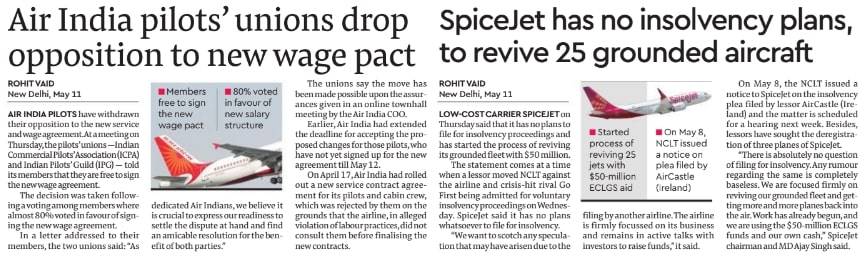 Air India pilots' unions drop
opposition to new wage pact
ROHIT VAID
New Delhi, May 11
AIR INDIA PILOTS have withdrawn
their opposition to the new service
and wage agreement. At a meeting on
Thursday, the pilots' unions — Indian
Commercial Pilots' Association (ICPA)
and Indian Pilots' Guild (IPG) — told
its members that they are free to sign
the new wage agreement.
The decision was taken follow-
ing a voting among members where
almost 80% voted in favour of sign-
ing the new wage agreement.
In a letter addressed to their
members, the two unions said: "As
■ Members
free to sign
the new
wage pact
■ 80% voted
in favour of
new salary
structure
dedicated Air Indians, we believe it
is crucial to express our readiness to
settle the dispute at hand and find
an amicable resolution for the ben-
efit of both parties."
The unions say the move has
been made possible upon the assur-
ances given in an online townhall
meeting by the Air India COO.
Earlier, Air India had extended
the deadline for accepting the pro-
posed changes for those pilots, who
have not yet signed up for the new
agreement till May 12.
On April 17, Air India had rolled
out a new service contract agree-
ment for its pilots and cabin crew,
which was rejected by them on the
grounds that the airline, in alleged
violation of labour practices, did not
consult them before finalising the
new contracts.
SpiceJet has no insolvency plans,
to revive 25 grounded aircraft
ROHIT VAID
New Delhi, May 11
LOW-COST CARRIER SPICEJET on
Thursday said that it has no plans to
file for insolvency proceedings and
has started the process of reviving
its grounded fleet with $50 million.
The statement comes at a time
when a lessor moved NCLT against
the airline and crisis-hit rival Go
First being admitted for voluntary
insolvency proceedings on Wednes-
day. SpiceJet said it has no plans
whatsoever to file for insolvency.
"We want to scotch any specula-
tion that may have arisen due to the
SpiceJet
■ Started
process of
reviving 25
jets with
$50-million
ECLGS aid
■ On May 8,
NCLT issued
a notice on
plea filed by
AirCastle
(Ireland)
filing by another airline. The airline
is firmly focussed on its business
and remains in active talks with
investors to raise funds," it said.
On May 8, the NCLT issued a
notice to SpiceJet on the insolvency
plea filed by lessor AirCastle (Ire-
land) and the matter is scheduled
for a hearing next week. Besides,
lessors have sought the deregistra-
tion of three planes of SpiceJet.
"There is absolutely no question
of filing for insolvency. Any rumour
regarding the same is completely
baseless. We are focused firmly on
reviving our grounded fleet and get-
ting more and more planes back into
the air. Work has already begun, and
we are using the $50-million ECLGS
funds and our own cash," SpiceJet
chairman and MD Ajay Singh said.